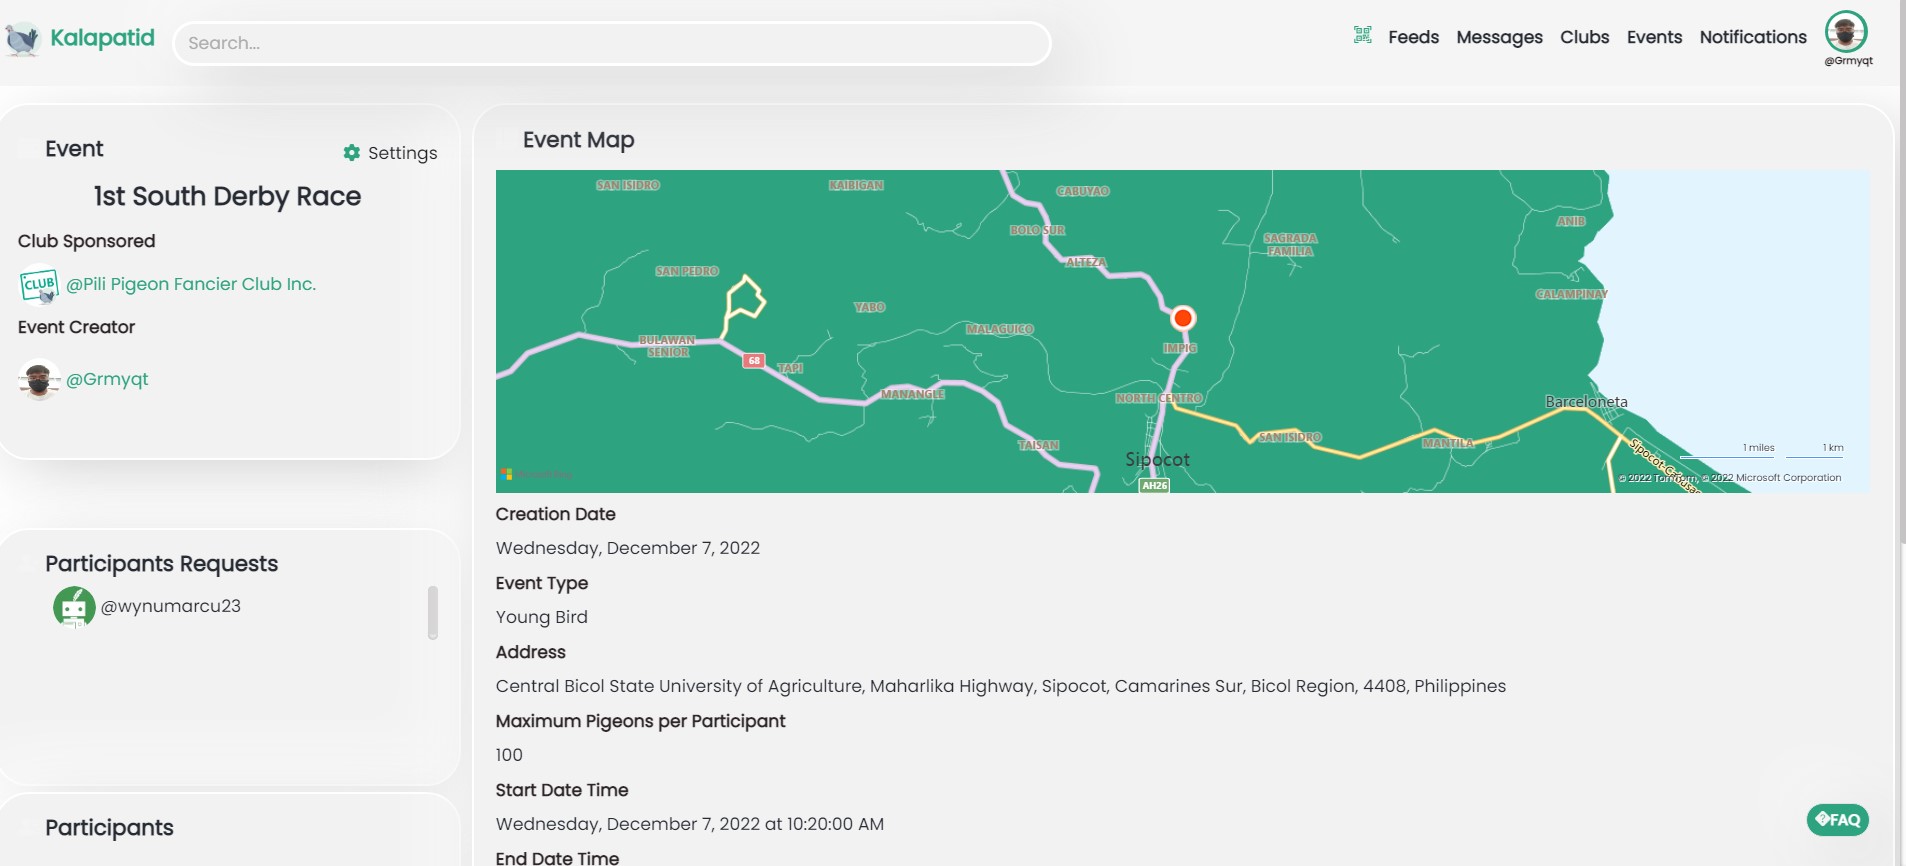 Kalapatid
Search...
Feeds
Messages
Clubs
Events
Notifications
@Grmyqt
Event
Settings
1st South Derby Race
Club Sponsored
CLUB
@Pili Pigeon Fancier Club Inc.
Event Creator
@Grmyqt
Participants Requests
@wynumarcu23
Participants
Event Map
SAN ISIDRO
KAIBIGAN
CABUYAO
ANIB
BOLO SUR
SAGRADA
FAMILIA
ALTEZA
SAN PEDRO
CALAMPINAY
YABO
MALAGUICO
BULAWAN
SENIOR
IMPIG
68
TAPI
MANANGLE
NORTH CENTRO
Barceloneta
TAISAN
SAN ISIDRO
MANTILA
Sipocot
1 miles
1 km
AH26
© 2022 TomTom, © 2022 Microsoft Corporation
Creation Date
Wednesday, December 7, 2022
Event Type
Young Bird
Address
Central Bicol State University of Agriculture, Maharlika Highway, Sipocot, Camarines Sur, Bicol Region, 4408, Philippines
Maximum Pigeons per Participant
100
Start Date Time
Wednesday, December 7, 2022 at 10:20:00 AM
End Date Time
�FAQ